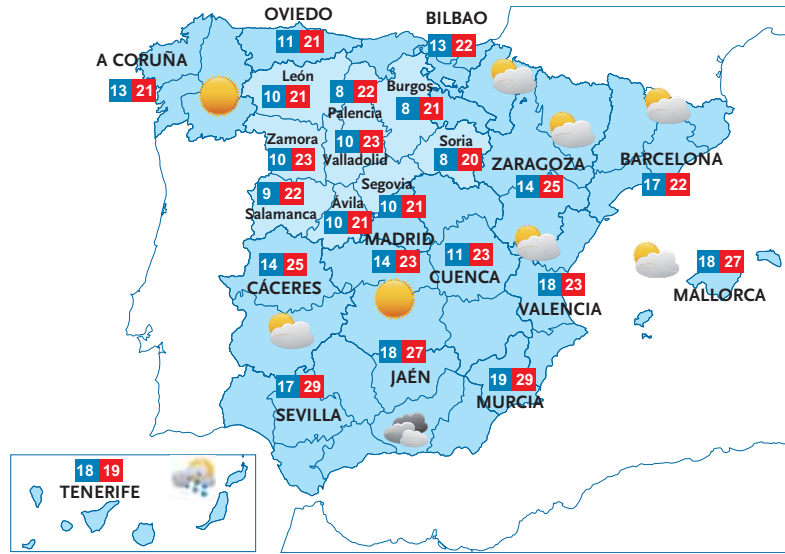 OVIEDO
11 21
BILBAO
13 22
A CORUÑA
13 21
León
10 21
8 22
Palencia
Burgos
8 21
Zamora
10 23
10 23
Valladolid
Soria
8 20
ZARAGOZA
14 25
BARCELONA
17 22
9 22
Salamanca
Ávila
10 21
Segovia
10 21
MADRID
14 23
11 23
CUENCA
14 25
CÁCERES
18 23
VALENCIA
18 27
MALLORCA
18 27
JAÉN
17 29
SEVILLA
19 29
MURCIA
18 19
TENERIFE